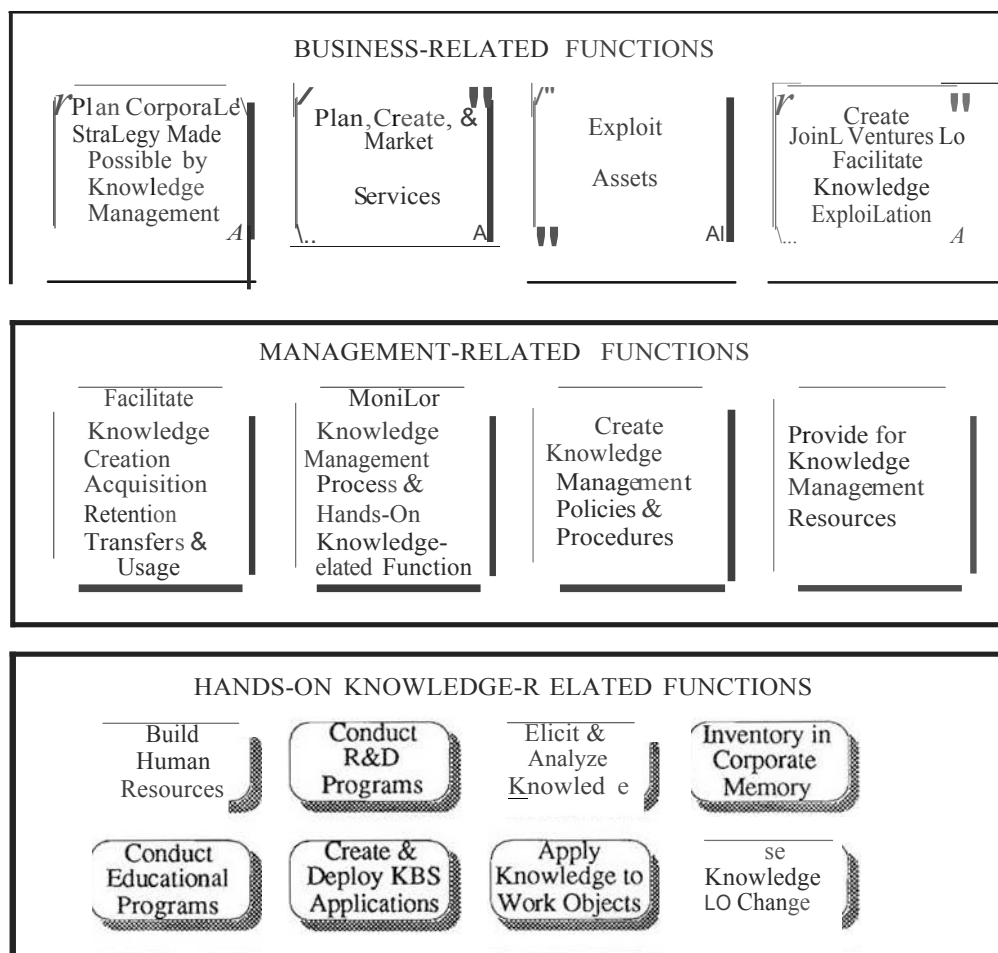 BUSINESS-RELATED FUNCTIONS
Plan CorporaLe
StraLegy Made
Possible by
Knowledge
Management
Plan, Create, &
Market
Services
Exploit
Assets
Create
JoinL Ventures Lo
Facilitate
Knowledge
ExploiLation
MANAGEMENT-RELATED FUNCTIONS
Facilitate
Knowledge
Creation
Acquisition
Retention
Transfers &
Usage
MoniLor
Knowledge
Management
Process &
Hands-On
Knowledge-
elated Function
Create
Knowledge
Management
Policies &
Procedures
Provide for
Knowledge
Management
Resources
HANDS-ON KNOWLEDGE-R ELATED FUNCTIONS
Build
Human
Resources
Conduct
R&D
Programs
Elicit &
Analyze
Knowled e
Inventory in
Corporate
Memory
Conduct
Educational
Programs
Create &
Deploy KBS
Applications
Apply
Knowledge to
Work Objects
se
Knowledge
LO Change